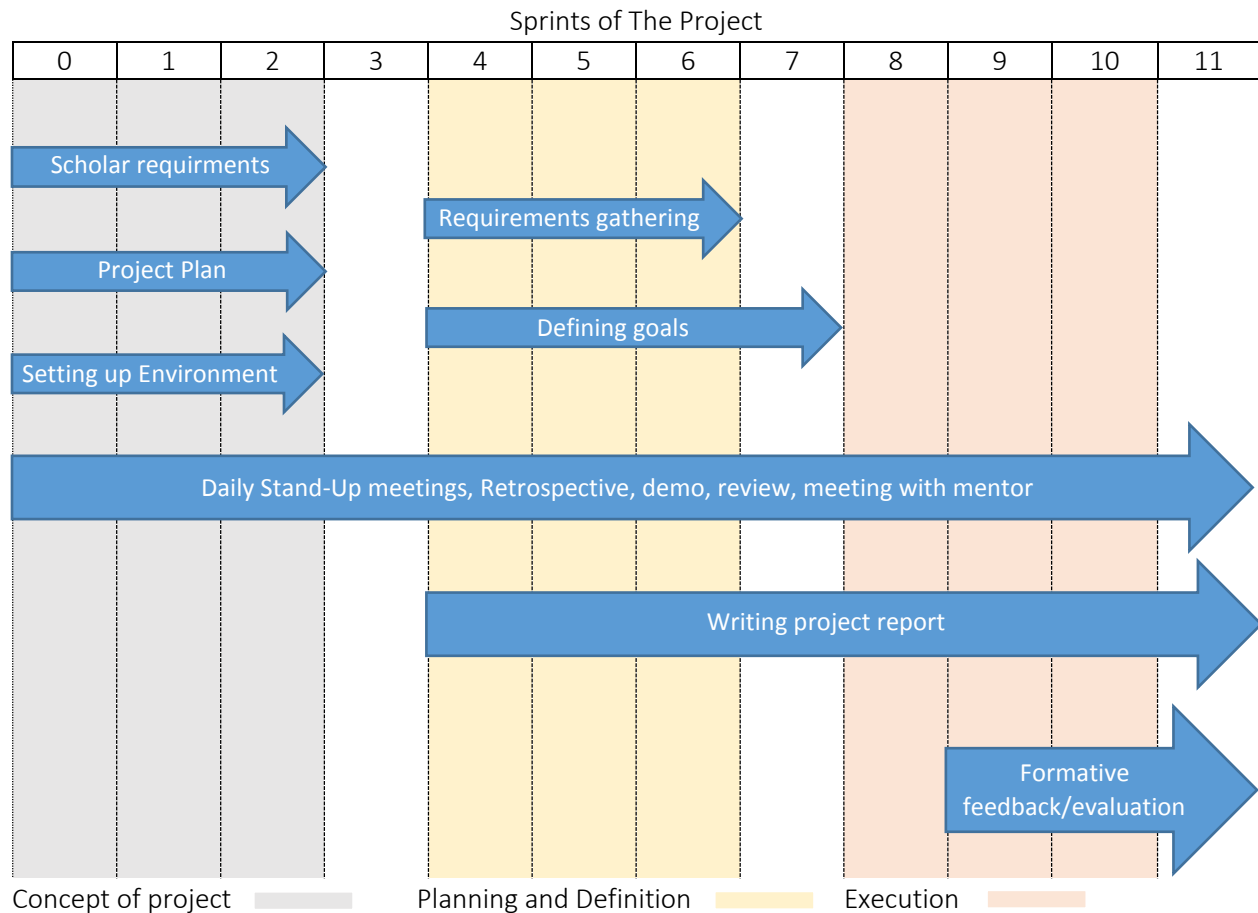 Sprints of The Project
0 1 2 3 4 5 6 7 8 9 10 11
Scholar requirments
Requirements gathering
Project Plan
Defining goals
Setting up Environment
Daily Stand-Up meetings, Retrospective, demo, review, meeting with mentor
Writing project report
Formative
feedback/evaluation
Concept of project Planning and Definition Execution